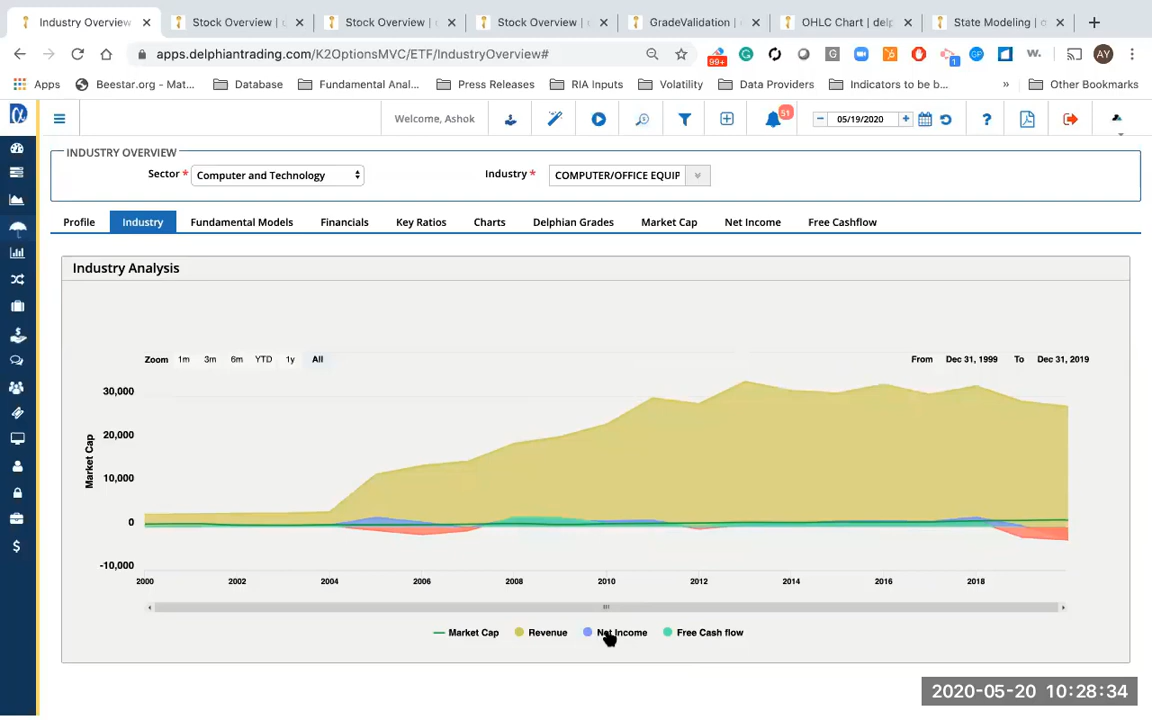 Industry Overview
Stock Overview |
Stock Overview |
Stock Overview |
GradeValidation |
OHLC Chart | delp
State Modeling |
apps.delphiantrading.com/K2OptionsMVC/ETF/IndustryOverview#
99+
G
1
GP
W.
AY
Apps
Beestar.org - Mat...
Database
Fundamental Anal...
Press Releases
RIA Inputs
Volatility
Data Providers
Indicators to be b...
»
Other Bookmarks
Welcome, Ashok
51
05/19/2020
?
INDUSTRY OVERVIEW
Sector * Computer and Technology
Industry * COMPUTER/OFFICE EQUIP
Profile Industry Fundamental Models Financials Key Ratios Charts Delphian Grades Market Cap Net Income Free Cashflow
Industry Analysis
Zoom 1m 3m 6m YTD 1y All
From Dec 31, 1999 To Dec 31, 2019
Market Cap
30,000
20,000
10,000
0
-10,000
2000 2002 2004 2006 2008 2010 2012 2014 2016 2018
Market Cap Revenue Net Income Free Cash flow
2020-05-20 10:28:34